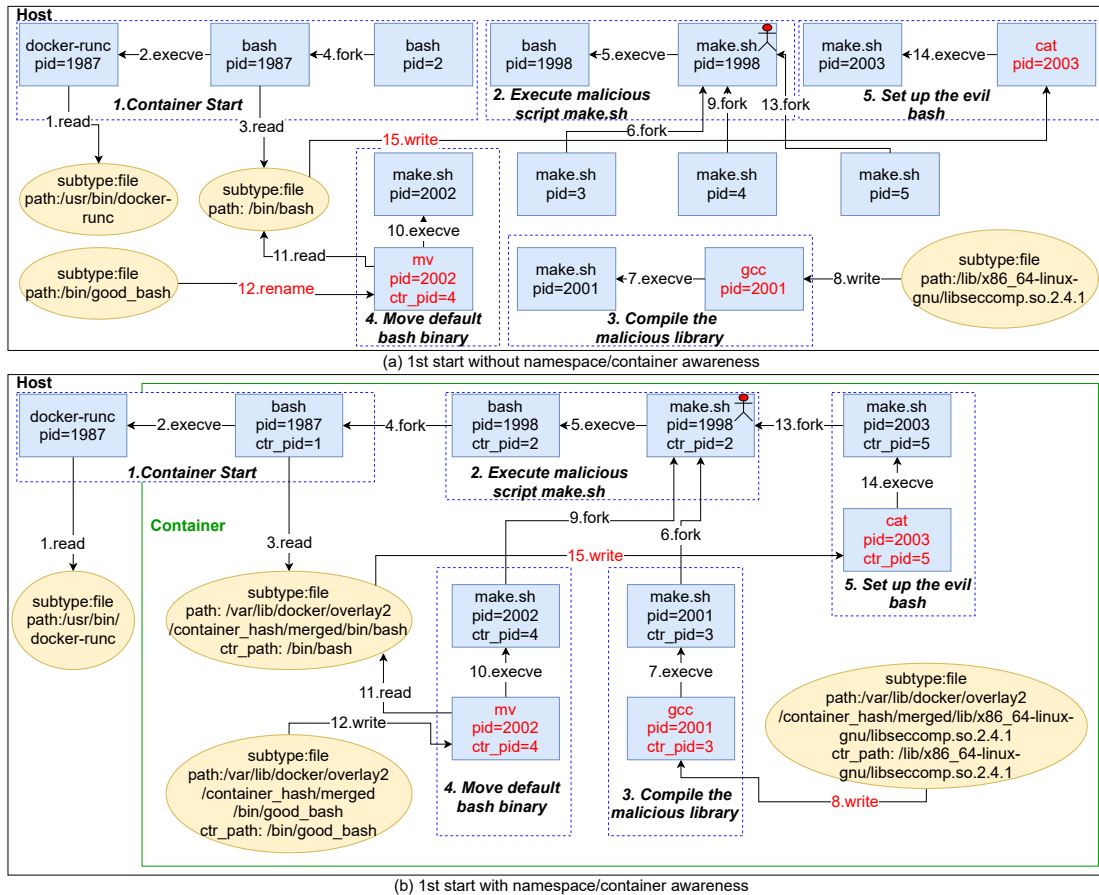 Host
docker-runc
pid=1987
2.execve
bash
pid=1987
4.fork
bash
pid=2
1.Container Start
bash
pid=1998
5.execve
make.sh
pid=1998
2. Execute malicious
script make.sh
make.sh
pid=2003
14.execve
cat
pid=2003
5. Set up the evil
bash
1.read
3.read
15.write
6.fork
9.fork
13.fork
subtype:file
path:/usr/bin/docker-
runc
subtype:file
path: /bin/bash
make.sh
pid=2002
make.sh
pid=3
make.sh
pid=4
make.sh
pid=5
10.execve
11.read
subtype:file
path:/bin/good_bash
12.rename
mv
pid=2002
ctr_pid=4
4. Move default
bash binary
make.sh
pid=2001
7.execve
gcc
pid=2001
3. Compile the
malicious library
8.write
subtype:file
path:/lib/x86_64-linux-
gnu/libseccomp.so.2.4.1
(a) 1st start without namespace/container awareness
Host
docker-runc
pid=1987
2.execve
bash
pid=1987
ctr_pid=1
1.Container Start
4.fork
bash
pid=1998
ctr_pid=2
5.execve
make.sh
pid=1998
ctr_pid=2
2. Execute malicious
script make.sh
13.fork
make.sh
pid=2003
ctr_pid=5
14.execve
cat
pid=2003
ctr_pid=5
5. Set up the evil
bash
Container
1.read
3.read
9.fork
6.fork
15.write
subtype:file
path:/usr/bin/
docker-runc
subtype:file
path: /var/lib/docker/overlay2
/container_hash/merged/bin/bash
ctr_path: /bin/bash
make.sh
pid=2002
ctr_pid=4
make.sh
pid=2001
ctr_pid=3
10.execve
7.execve
11.read
12.write
mv
pid=2002
ctr_pid=4
4. Move default
bash binary
gcc
pid=2001
ctr_pid=3
3. Compile the
malicious library
8.write
subtype:file
path:/var/lib/docker/overlay2
/container_hash/merged
/bin/good_bash
ctr_path: /bin/good_bash
subtype:file
path:/var/lib/docker/overlay2
/container_hash/merged/lib/x86_64-linux-
gnu/libseccomp.so.2.4.1
ctr_path: /lib/x86_64-linux-
gnu/libseccomp.so.2.4.1
(b) 1st start with namespace/container awareness